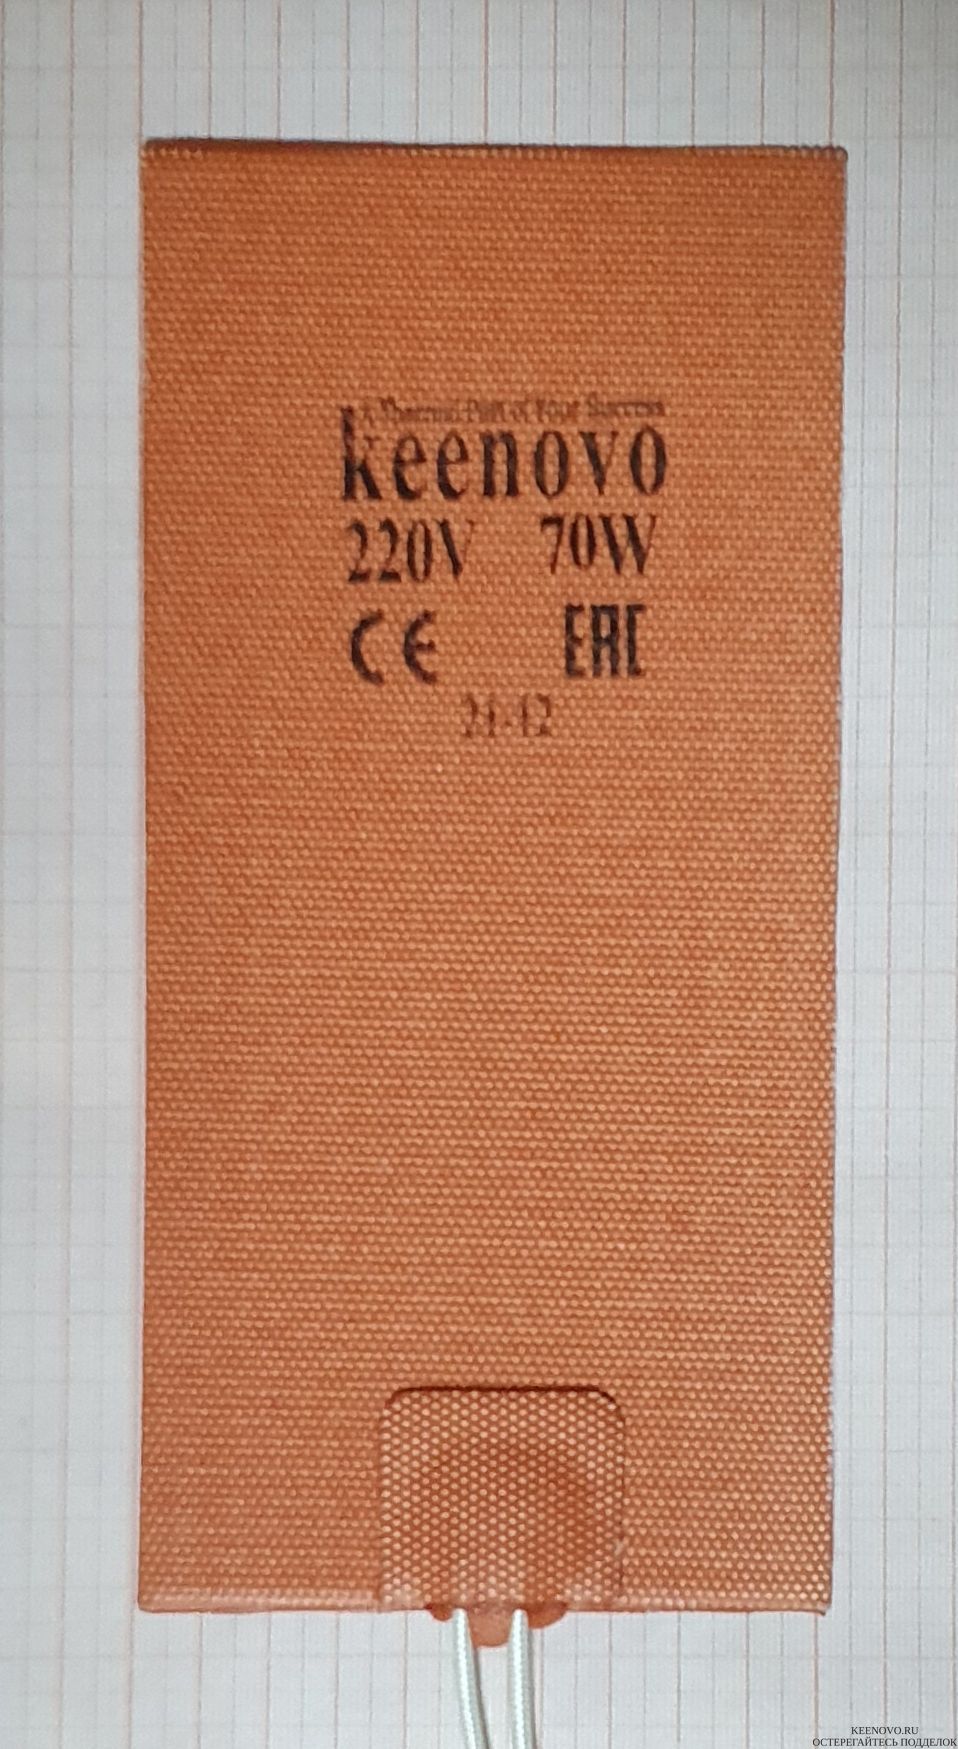 A Thermal Part of Your Success
keenovo
220V 70W
CE EAC
21-12
KEENOVO.RU
ОСТЕРЕГАЙТЕСЬ ПОДДЕЛОК